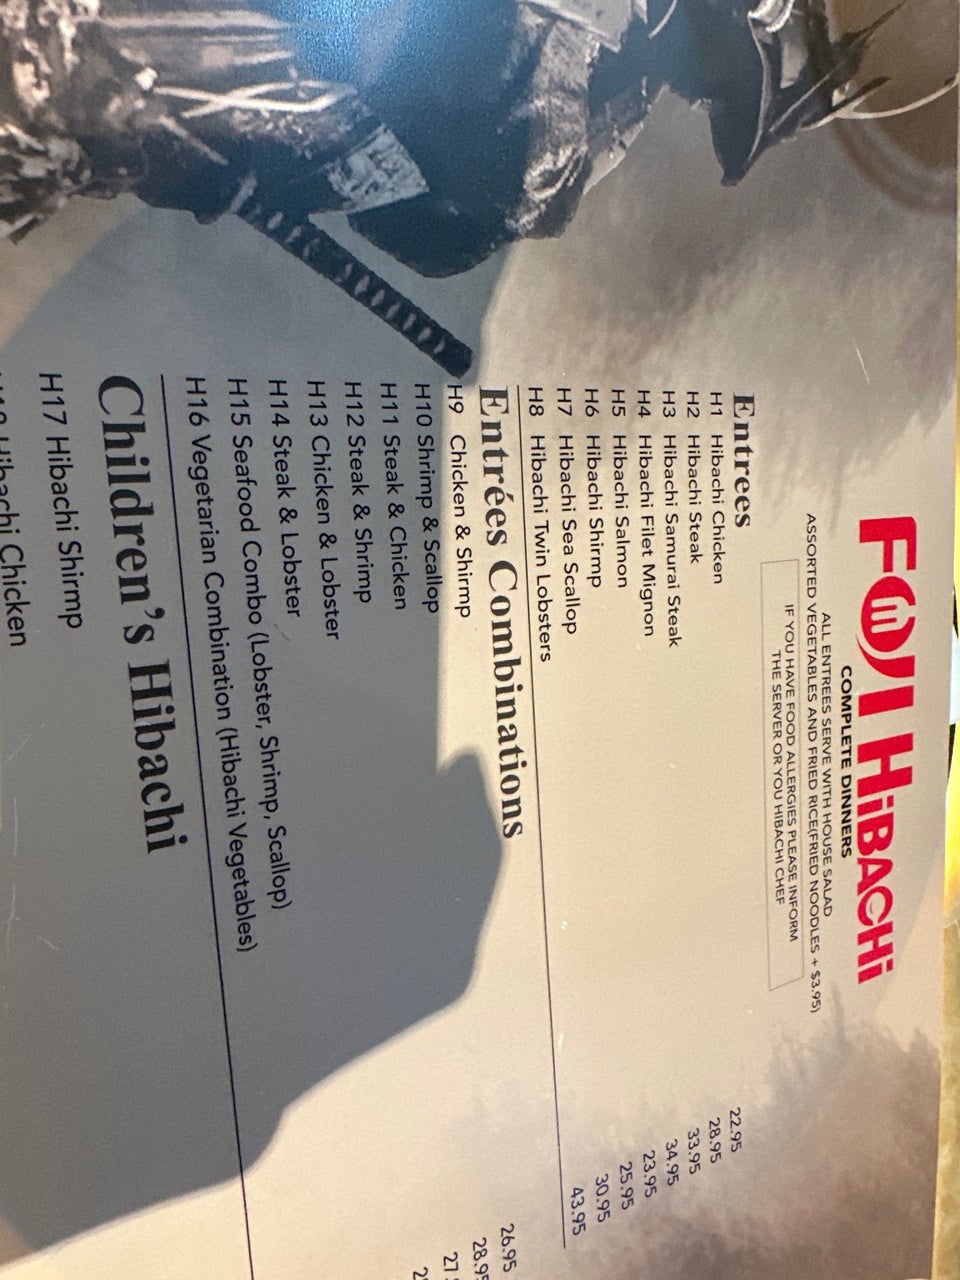 FUJI HiBACHi
COMPLETE DINNERS
ALL ENTREES SERVE WITH HOUSE SALAD
ASSORTED VEGETABLES AND FRIED RICE(FRIED NOODLES + $3.95)
IF YOU HAVE FOOD ALLERGIES PLEASE INFORM
THE SERVER OR YOU HIBACHI CHEF
Entrees
H1 Hibachi Chicken 22.95
H2 Hibachi Steak 28.95
H3 Hibachi Samurai Steak 33.95
H4 Hibachi Filet Mignon 34.95
H5 Hibachi Salmon 23.95
H6 Hibachi Shirmp 25.95
H7 Hibachi Sea Scallop 30.95
H8 Hibachi Twin Lobsters 43.95
Entrées Combinations
H9 Chicken & Shirmp 26.95
H10 Shrimp & Scallop 28.95
H11 Steak & Chicken 27
H12 Steak & Shrimp
H13 Chicken & Lobster
H14 Steak & Lobster
H15 Seafood Combo (Lobster, Shrimp, Scallop)
H16 Vegetarian Combination (Hibachi Vegetables)
Children's Hibachi
H17 Hibachi Shirmp
Hibachi Chicken